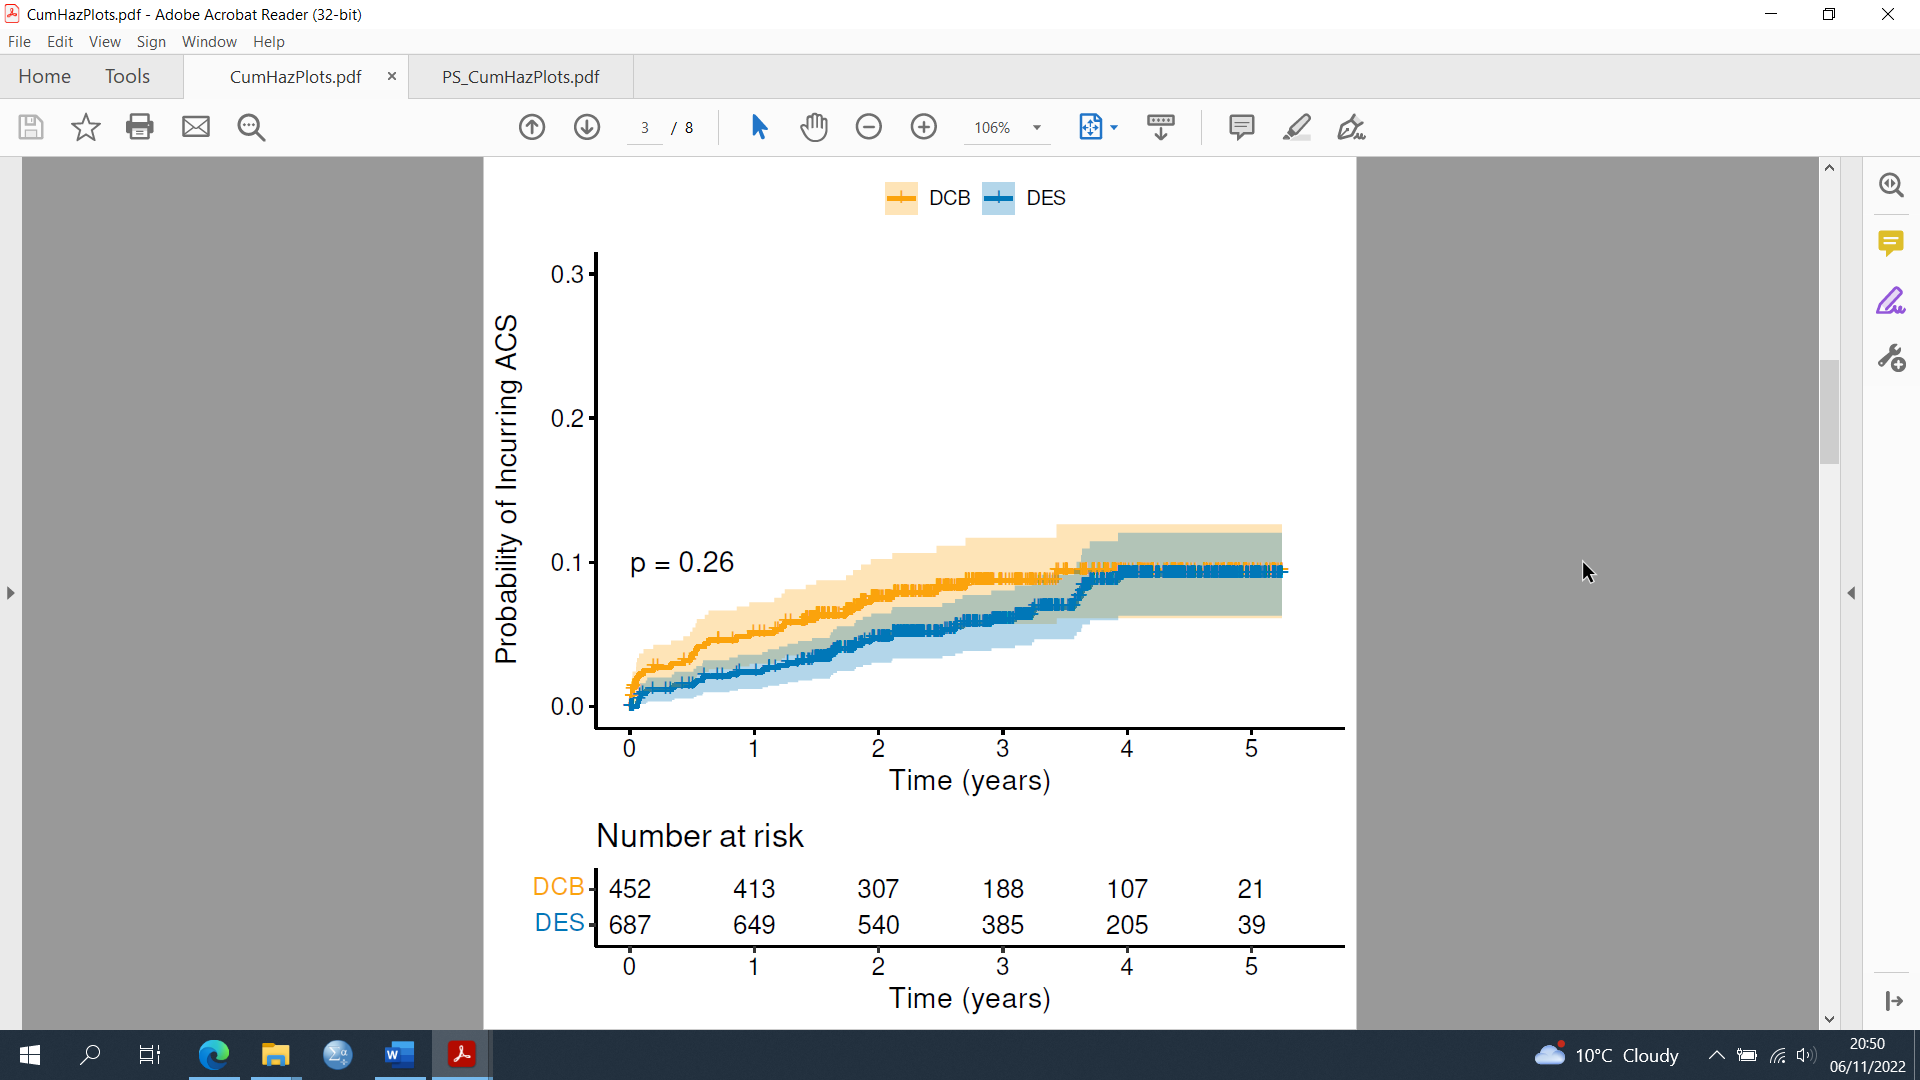 CumHazPlots.pdf - Adobe Acrobat Reader (32-bit)
File Edit View Sign Window Help
Home Tools CumHazPlots.pdf × PS_CumHazPlots.pdf
3 / 8 106%
DCB DES
0.3
0.2
0.1
0.0
Probability of Incurring ACS
p = 0.26
0 1 2 3 4 5
Time (years)
Number at risk
DCB 452 413 307 188 107 21
DES 687 649 540 385 205 39
0 1 2 3 4 5
Time (years)
10°C Cloudy
20:50
06/11/2022